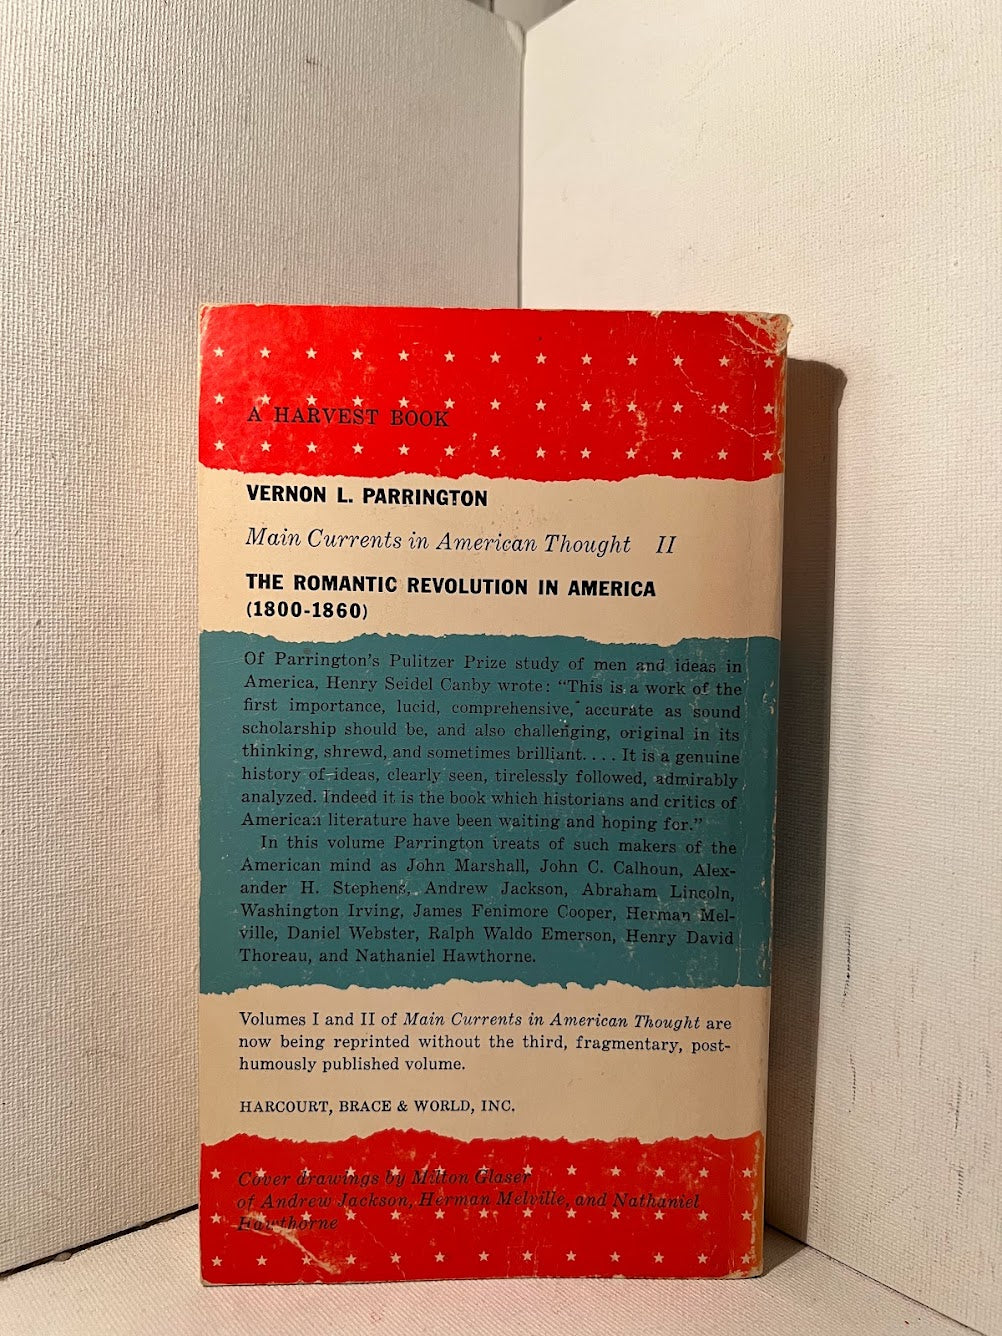 A HARVEST BOOK
VERNON L. PARRINGTON
Main Currents in American Thought II
THE ROMANTIC REVOLUTION IN AMERICA
(1800-1860)
Of Parrington's Pulitzer Prize study of men and ideas in
America, Henry Seidel Canby wrote: "This is a work of the
first importance, lucid, comprehensive, accurate as sound
scholarship should be, and also challenging, original in its
thinking, shrewd, and sometimes brilliant. . . . It is a genuine
history of ideas, clearly seen, tirelessly followed, admirably
analyzed. Indeed it is the book which historians and critics of
American literature have been waiting and hoping for."
In this volume Parrington treats of such makers of the
American mind as John Marshall, John C. Calhoun, Alex-
ander H. Stephens, Andrew Jackson, Abraham Lincoln,
Washington Irving, James Fenimore Cooper, Herman Mel-
ville, Daniel Webster, Ralph Waldo Emerson, Henry David
Thoreau, and Nathaniel Hawthorne.
Volumes I and II of Main Currents in American Thought are
now being reprinted without the third, fragmentary, post-
humously published volume.
HARCOURT, BRACE & WORLD, INC.
Cover drawings by Milton Glaser
of Andrew Jackson, Herman Melville, and Nathaniel
Hawthorne